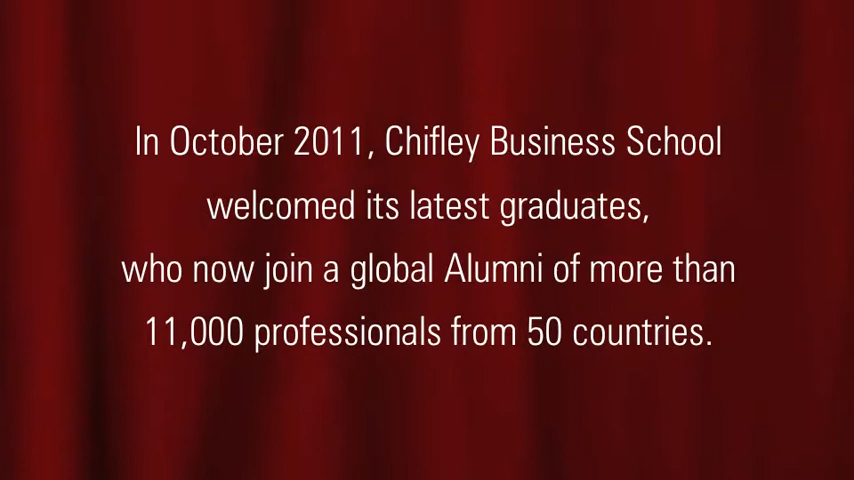 In October 2011, Chifley Business School
welcomed its latest graduates,
who now join a global Alumni of more than
11,000 professionals from 50 countries.